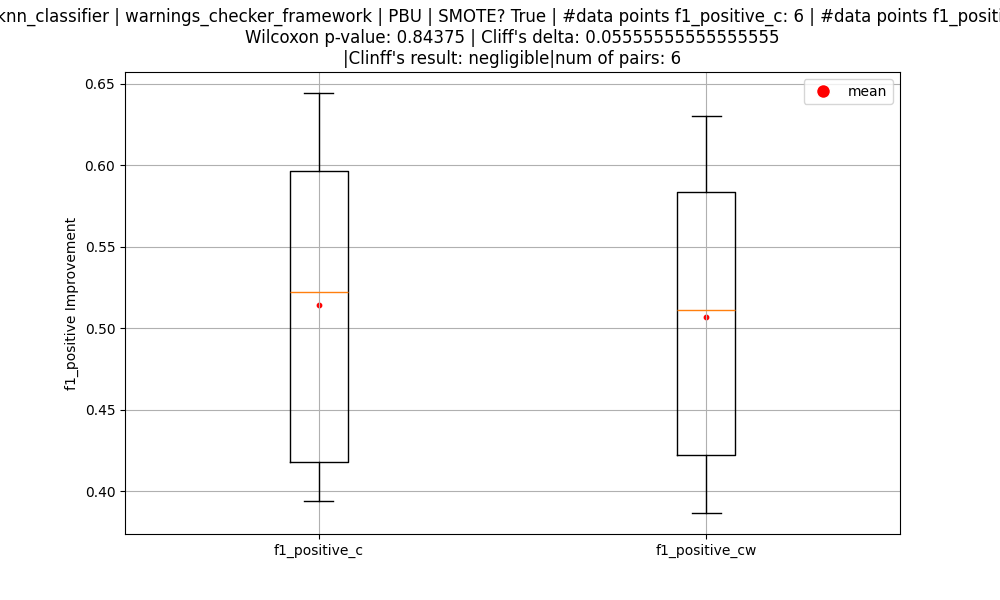 knn_classifier | warnings_checker_framework | PBU | SMOTE? True | #data points f1_positive_c: 6 | #data points
Wilcoxon p-value: 0.84375 | Cliff's delta: 0.05555555555555555
|Clinff's result: negligible|num of pairs: 6
mean
0.65
0.60
0.55
0.50
0.45
0.40
f1_positive Improvement
f1_positive_c
f1_positive_cw